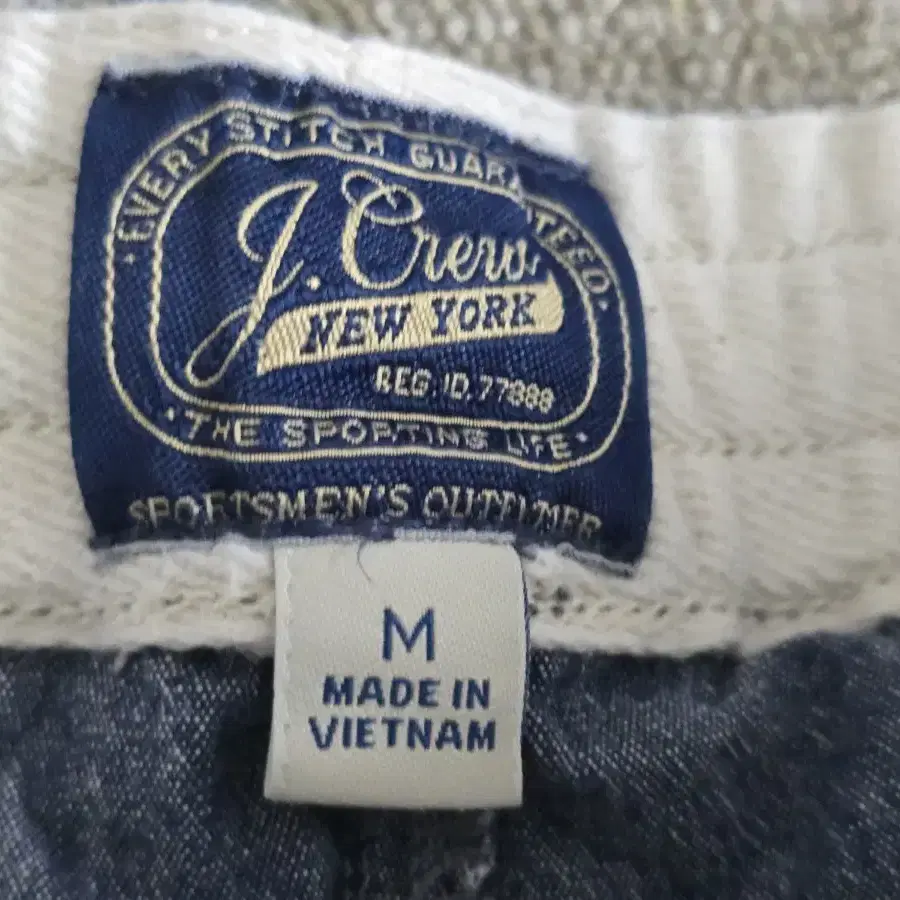 EVERY STITCH GUARANTEED
J. Crew
NEW YORK
REG. ID. 77888
THE SPORTING LIFE
SPORTSMEN'S OUTFITTER
M
MADE IN
VIETNAM